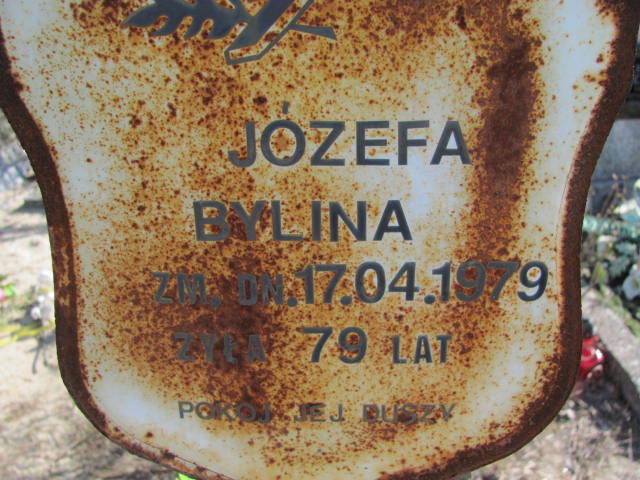 JÓZEFA
BYLINA
ZM. DN. 17.04.1979
ŻYŁA 79 LAT
POKÓJ JEJ DUSZY